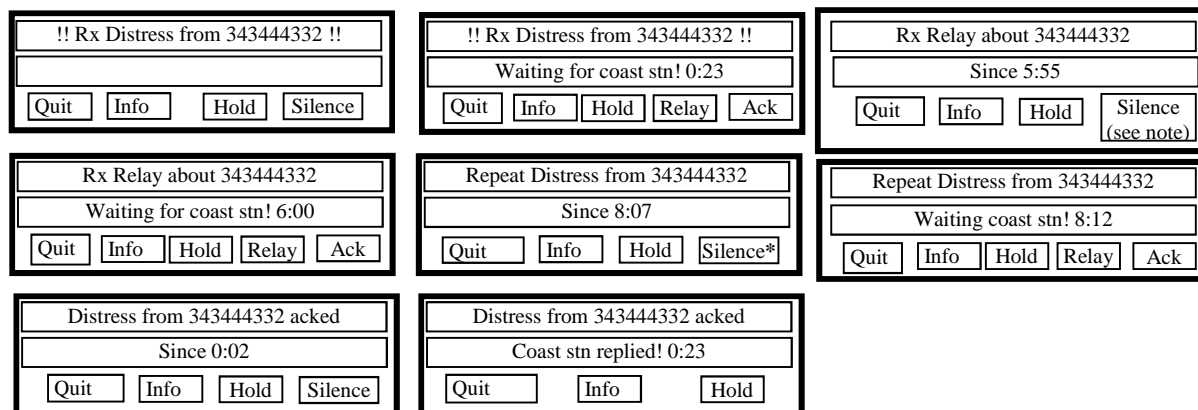 !! Rx Distress from 343444332 !!
Quit Info Hold Silence
!! Rx Distress from 343444332 !!
Waiting for coast stn! 0:23
Quit Info Hold Relay Ack
Rx Relay about 343444332
Since 5:55
Quit Info Hold Silence
(see note)
Rx Relay about 343444332
Waiting for coast stn! 6:00
Quit Info Hold Relay Ack
Repeat Distress from 343444332
Since 8:07
Quit Info Hold Silence*
Repeat Distress from 343444332
Waiting coast stn! 8:12
Quit Info Hold Relay Ack
Distress from 343444332 acked
Since 0:02
Quit Info Hold Silence
Distress from 343444332 acked
Coast stn replied! 0:23
Quit Info Hold